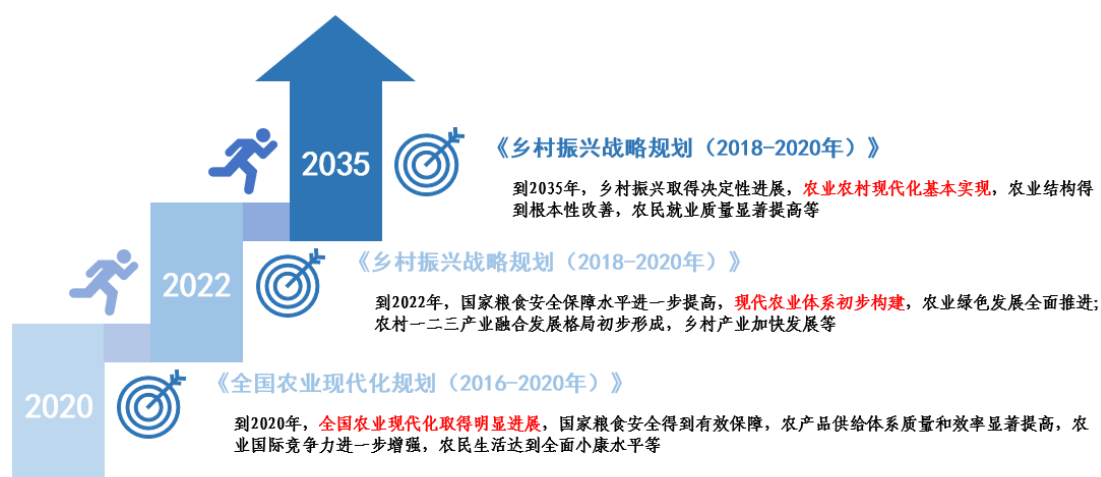 2035
《乡村振兴战略规划（2018-2020年）》
到2035年，乡村振兴取得决定性进展，农业农村现代化基本实现，农业结构得
到根本性改善，农民就业质量显著提高等
2022
《乡村振兴战略规划（2018-2020年）》
到2022年，国家粮食安全保障水平进一步提高，现代农业体系初步构建，农业绿色发展全面推进;
农村一二三产业融合发展格局初步形成，乡村产业加快发展等
2020
《全国农业现代化规划（2016-2020年）》
到2020年，全国农业现代化取得明显进展，国家粮食安全得到有效保障，农产品供给体系质量和效率显著提高，农
业国际竞争力进一步增强，农民生活达到全面小康水平等